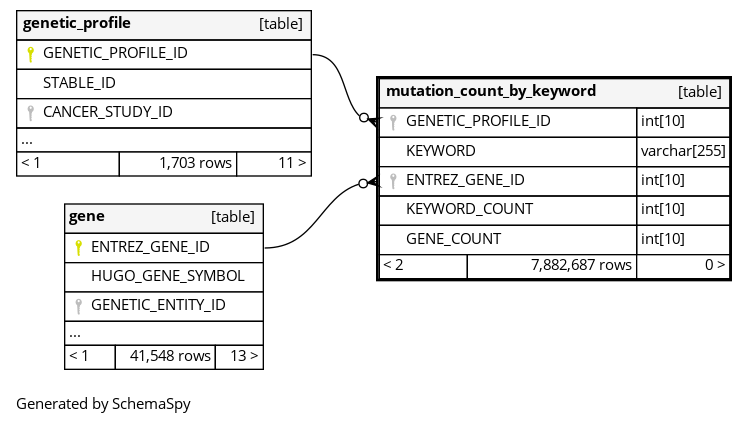 genetic_profile [table]
GENETIC_PROFILE_ID
STABLE_ID
CANCER_STUDY_ID
...
< 1 1,703 rows 11 >
mutation_count_by_keyword [table]
GENETIC_PROFILE_ID int[10]
KEYWORD varchar[255]
ENTREZ_GENE_ID int[10]
KEYWORD_COUNT int[10]
GENE_COUNT int[10]
< 2 7,882,687 rows 0 >
gene [table]
ENTREZ_GENE_ID
HUGO_GENE_SYMBOL
GENETIC_ENTITY_ID
...
< 1 41,548 rows 13 >
Generated by SchemaSpy